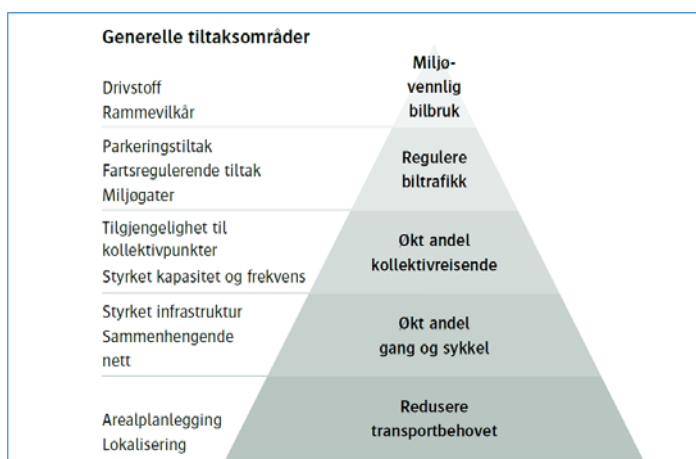 Generelle tiltaksområder
Miljø-
vennlig
bilbruk
Drivstoff
Rammevilkår
Parkeringstiltak
Fartsregulerende tiltak
Miljøgater
Regulere
biltrafikk
Tilgjengelighet til
kollektivpunkter
Styrket kapasitet og frekvens
Økt andel
kollektivreisende
Styrket infrastruktur
Sammenhengende
nett
Økt andel
gang og sykkel
Arealplanlegging
Lokalisering
Redusere
transportbehovet